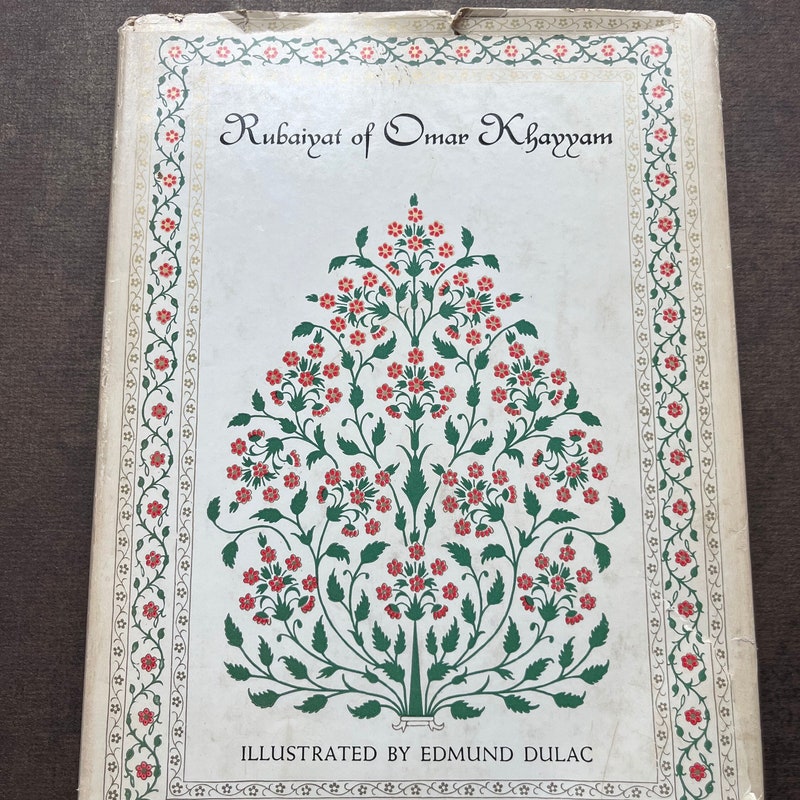 Rubaiyat of Omar Khayyam
ILLUSTRATED BY EDMUND DULAC